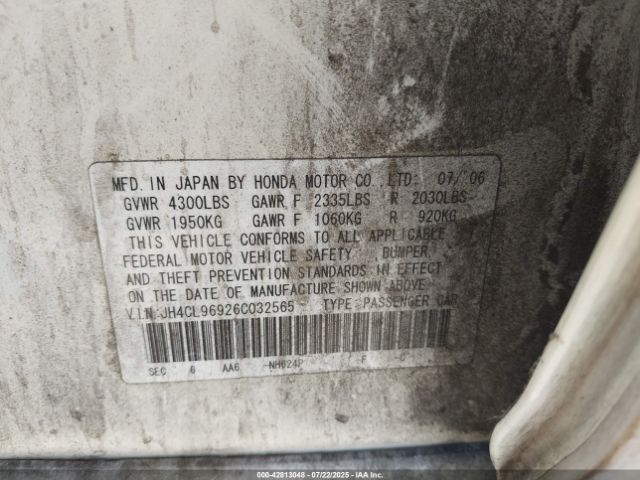 MFD. IN JAPAN BY HONDA MOTOR CO., LTD. 07/'06
GVWR 4300LBS GAWR F 2335LBS R 2030LBS
GVWR 1950KG GAWR F 1060KG R 920KG
THIS VEHICLE CONFORMS TO ALL APPLICABLE
FEDERAL MOTOR VEHICLE SAFETY, BUMPER,
AND THEFT PREVENTION STANDARDS IN EFFECT
ON THE DATE OF MANUFACTURE SHOWN ABOVE.
V.I.N:JH4CL96926C032565 TYPE:PASSENGER CAR
SEC 6 AA6 -NH624P -F -C
000-42813048 - 07/22/2025 - IAA Inc.